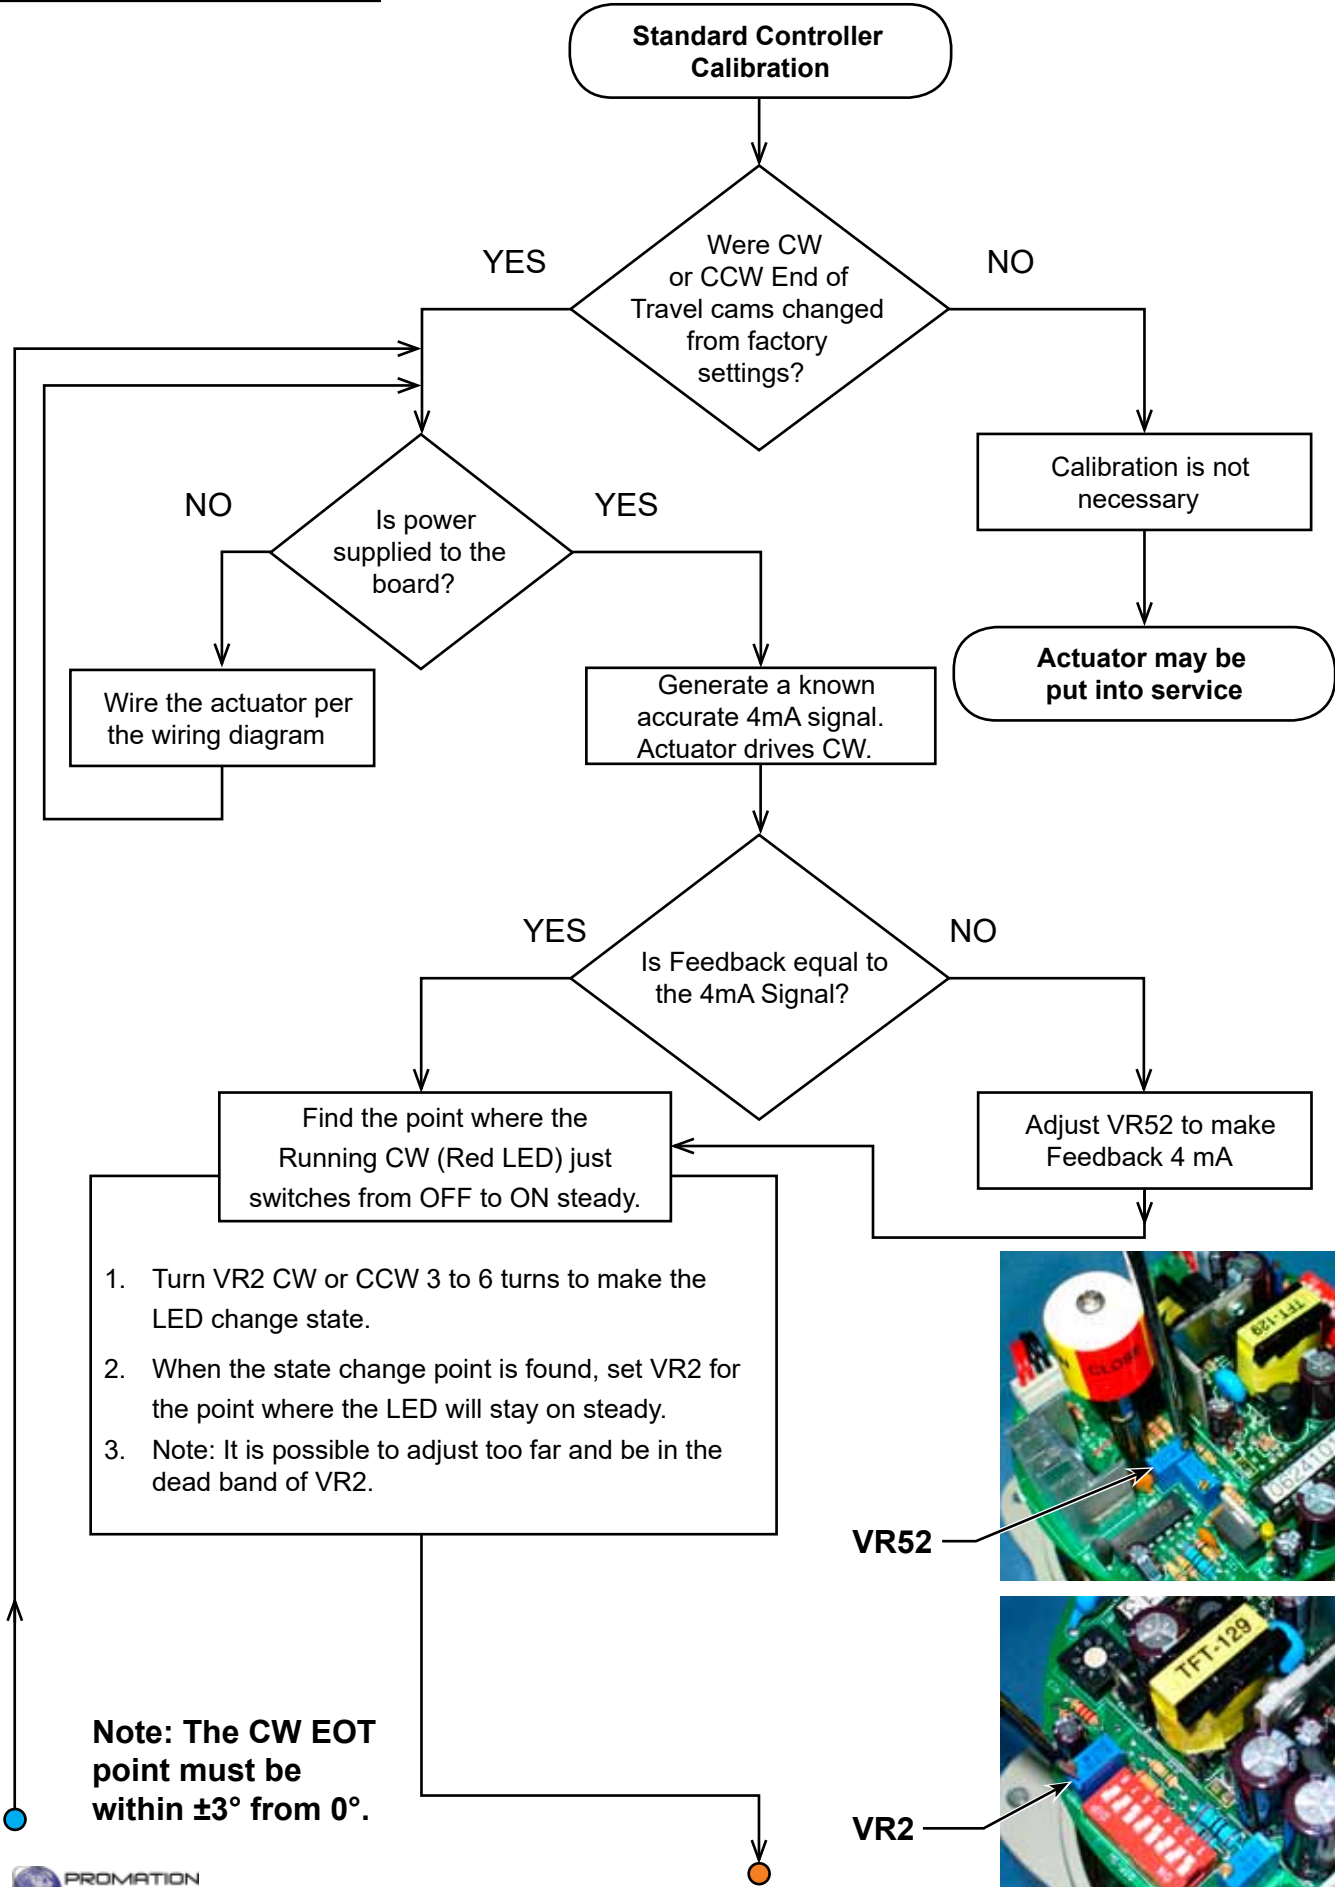 Standard Controller
Calibration
YES
Were CW
or CCW End of
Travel cams changed
from factory
settings?
NO
NO
Is power
supplied to the
board?
YES
Calibration is not
necessary
Wire the actuator per
the wiring diagram
Generate a known
accurate 4mA signal.
Actuator drives CW.
Actuator may be
put into service
YES
Is Feedback equal to
the 4mA Signal?
NO
Find the point where the
Running CW (Red LED) just
switches from OFF to ON steady.
Adjust VR52 to make
Feedback 4 mA
1. Turn VR2 CW or CCW 3 to 6 turns to make the
LED change state.
2. When the state change point is found, set VR2 for
the point where the LED will stay on steady.
3. Note: It is possible to adjust too far and be in the
dead band of VR2.
CLOSE
TFT-129
062410
VR52
TFT-129
VR2
Note: The CW EOT
point must be
within ±3° from 0°.
PROMATION